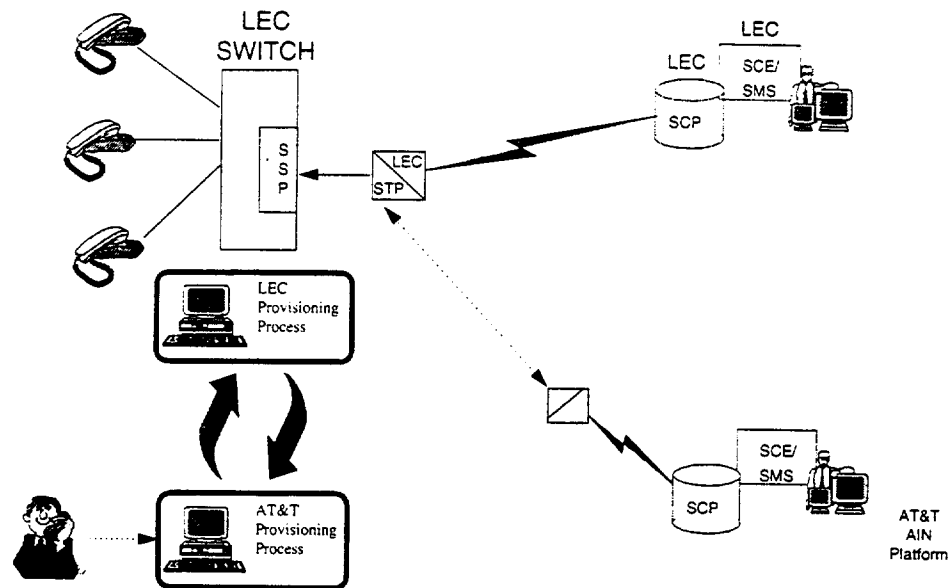 LEC
SWITCH
S
S
P
LEC
STP
LEC
SCP
LEC
SCE/
SMS
LEC
Provisioning
Process
AT&T
Provisioning
Process
SCP
SCE/
SMS
AT&T
AIN
Platform